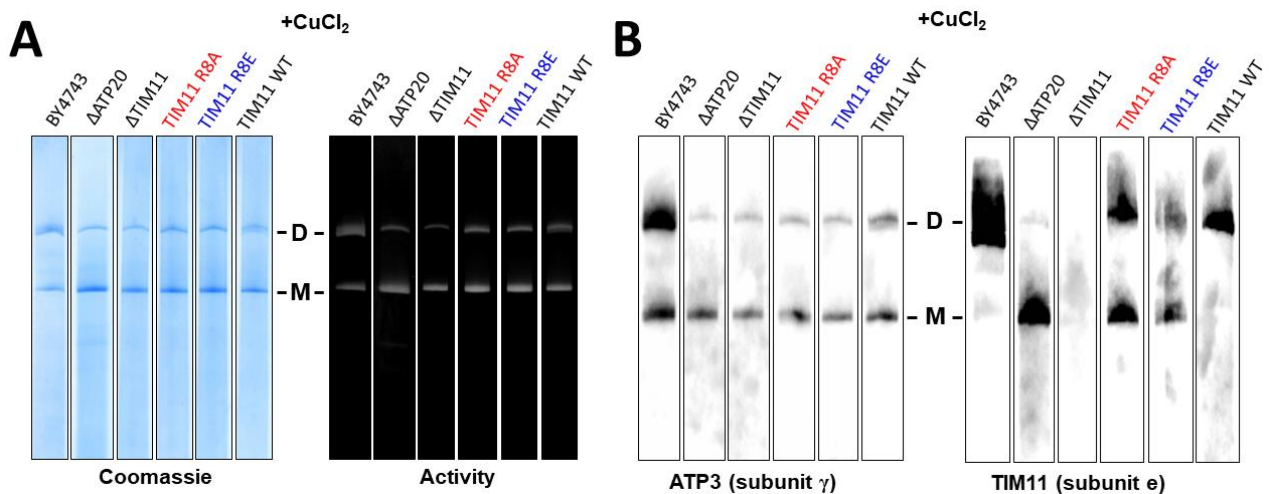 A
+CuCl₂
BY4743
ΔATP20
ΔTIM11
TIM11 R8A
TIM11 R8E
TIM11 WT
BY4743
ΔATP20
ΔTIM11
TIM11 R8A
TIM11 R8E
TIM11 WT
- D -
- M -
Coomassie
Activity
B
+CuCl₂
BY4743
ΔATP20
ΔTIM11
TIM11 R8A
TIM11 R8E
TIM11 WT
BY4743
ΔATP20
ΔTIM11
TIM11 R8A
TIM11 R8E
TIM11 WT
- D -
- M -
ATP3 (subunit γ)
TIM11 (subunit e)